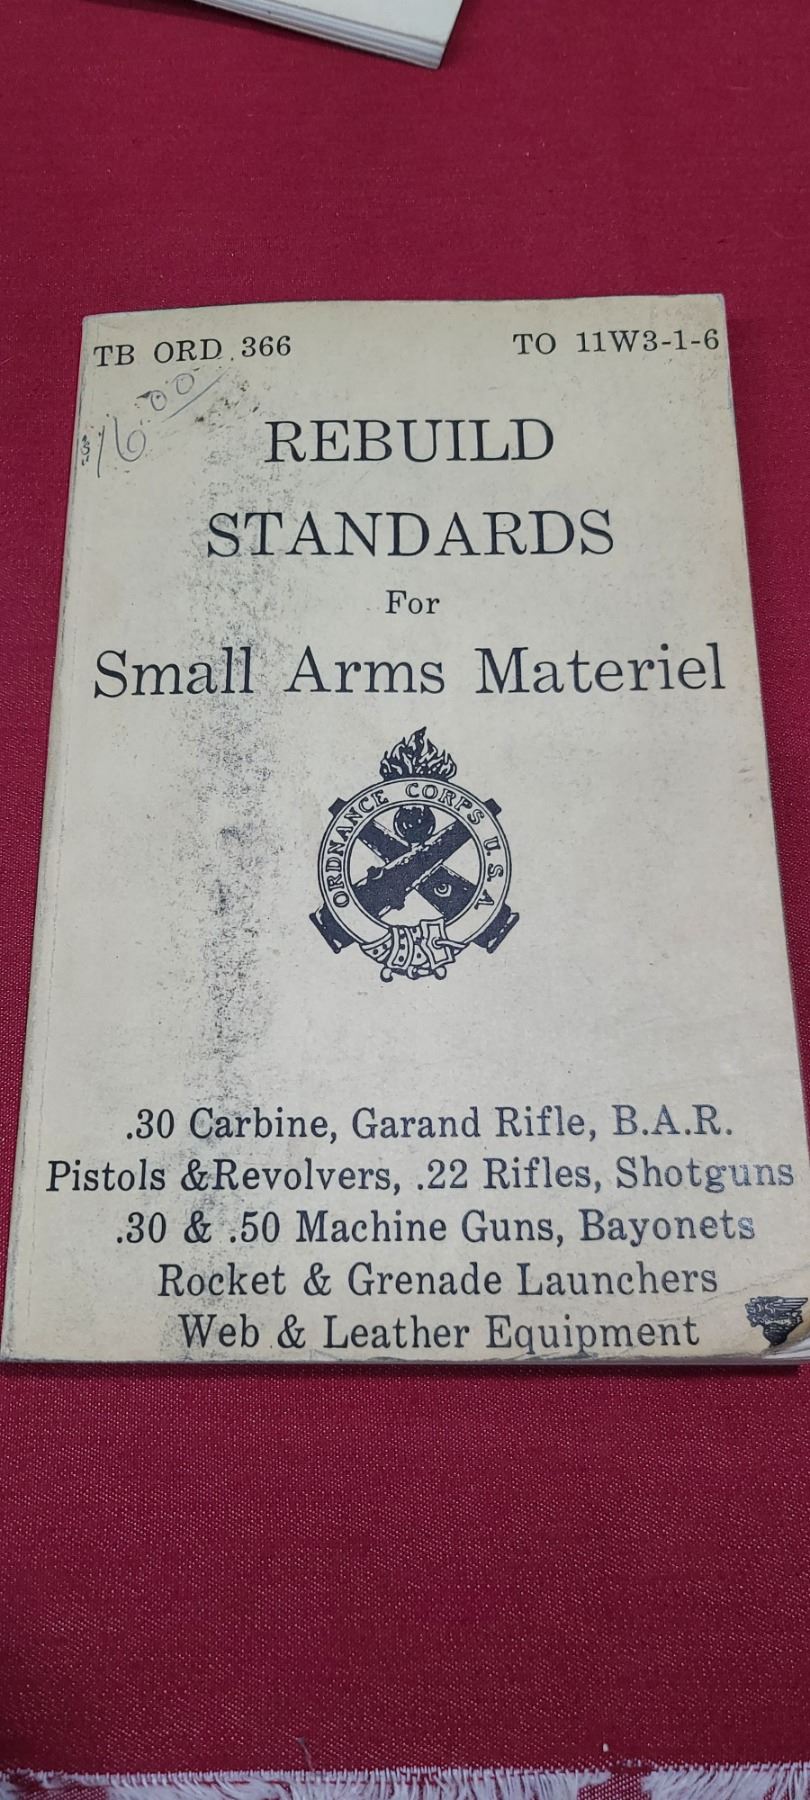 TB ORD 366 TO 11W3-1-6
$16 00
REBUILD
STANDARDS
For
Small Arms Materiel
ORDNANCE CORPS U.S.A
.30 Carbine, Garand Rifle, B.A.R.
Pistols &Revolvers, .22 Rifles, Shotguns
.30 & .50 Machine Guns, Bayonets
Rocket & Grenade Launchers
Web & Leather Equipment